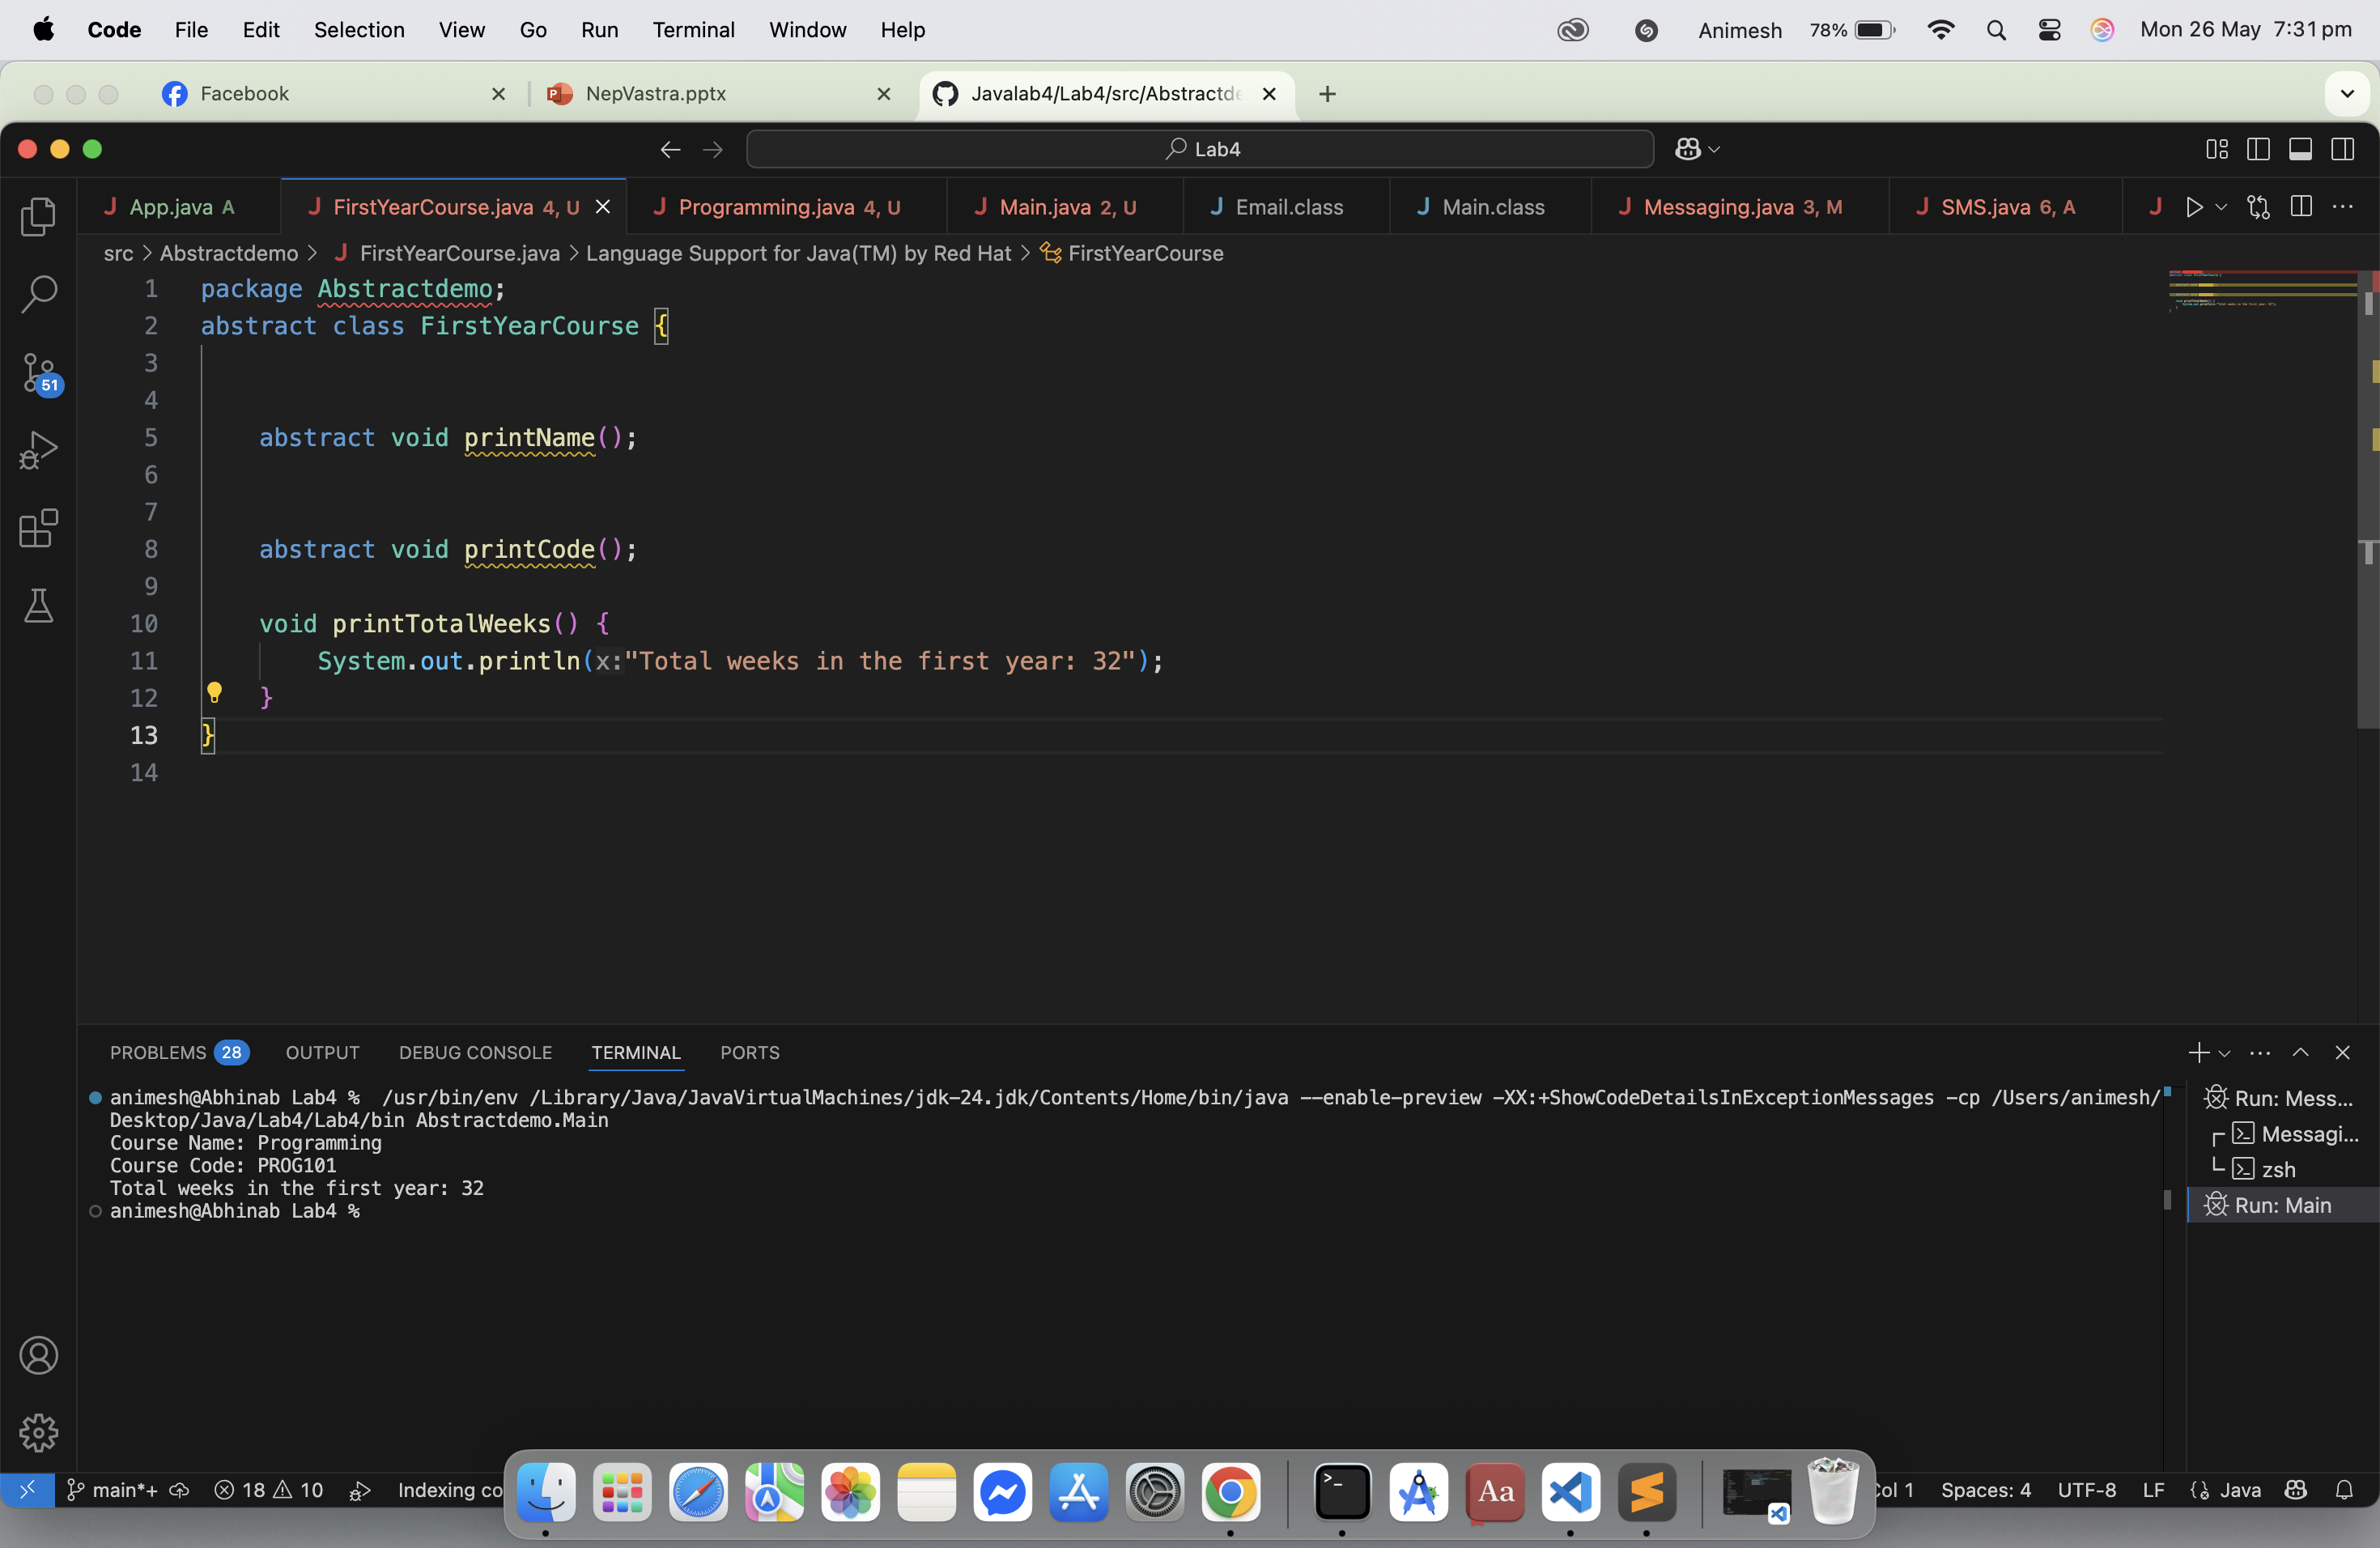 Code File Edit Selection View Go Run Terminal Window Help Animesh 78% Mon 26 May 7:31 pm
Facebook NepVastra.pptx Javalab4/Lab4/src/Abstractde
Lab4
App.java A FirstYearCourse.java 4, U Programming.java 4, U Main.java 2, U Email.class Main.class Messaging.java 3, M SMS.java 6, A
src > Abstractdemo > FirstYearCourse.java > Language Support for Java(TM) by Red Hat > FirstYearCourse
1 package Abstractdemo;
2 abstract class FirstYearCourse {
3
4
5 abstract void printName();
6
7
8 abstract void printCode();
9
10 void printTotalWeeks() {
11 System.out.println(x:"Total weeks in the first year: 32");
12 }
13 }
14
51
PROBLEMS 28 OUTPUT DEBUG CONSOLE TERMINAL PORTS
animesh@Abhinab Lab4 % /usr/bin/env /Library/Java/JavaVirtualMachines/jdk-24.jdk/Contents/Home/bin/java --enable-preview -XX:+ShowCodeDetailsInExceptionMessages -cp /Users/animesh/
Desktop/Java/Lab4/Lab4/bin Abstractdemo.Main
Course Name: Programming
Course Code: PROG101
Total weeks in the first year: 32
animesh@Abhinab Lab4 %
Run: Mess...
Messagi...
zsh
Run: Main
main*+ 18 10 Indexing co
Aa
Col 1 Spaces: 4 UTF-8 LF {} Java